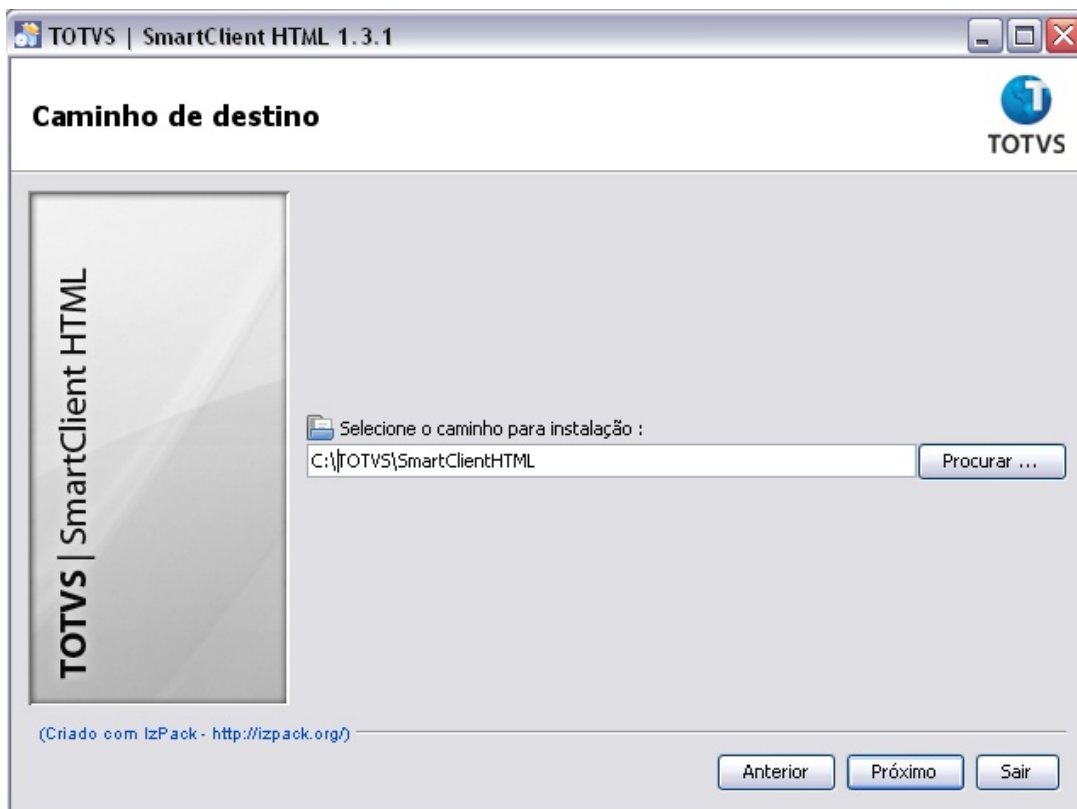 TOTVS | SmartClient HTML 1.3.1
Caminho de destino
TOTVS
TOTVS | SmartClient HTML
Selecione o caminho para instalação :
C:\TOTVS\SmartClientHTML
Procurar ...
(Criado com IzPack - http://izpack.org/)
Anterior
Próximo
Sair